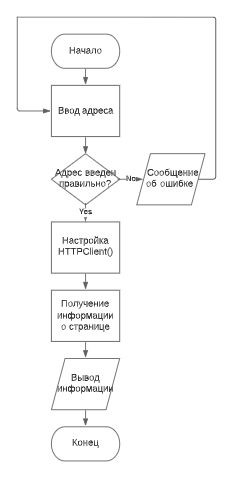 Начало
Ввод адреса
Адрес введен
правильно?
No
Сообщение
об ошибке
Yes
Настройка
HTTPClient()
Получение
информации
о странице
Вывод
информации
Конец